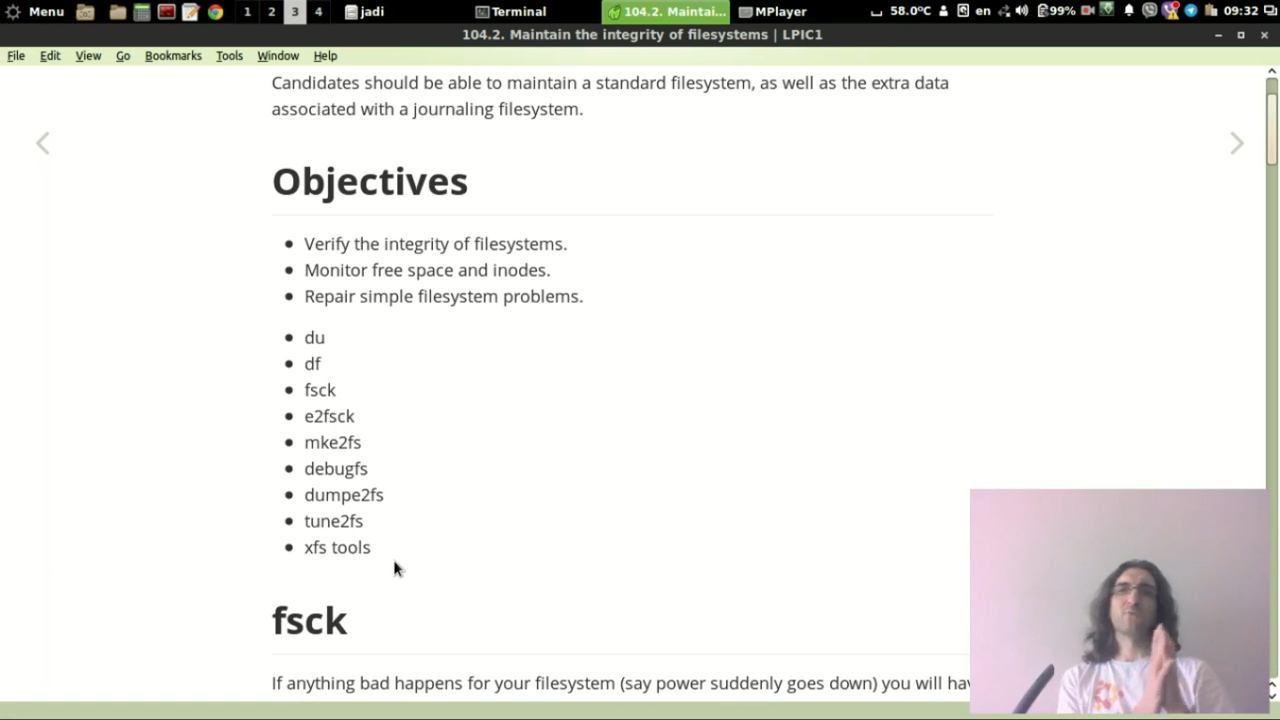 Menu 1 2 3 4 jadi Terminal 104.2. Maintai... MPlayer 58.0°C en 99% 09:32
104.2. Maintain the integrity of filesystems | LPIC1
File Edit View Go Bookmarks Tools Window Help
Candidates should be able to maintain a standard filesystem, as well as the extra data
associated with a journaling filesystem.
Objectives
Verify the integrity of filesystems.
Monitor free space and inodes.
Repair simple filesystem problems.
du
df
fsck
e2fsck
mke2fs
debugfs
dumpe2fs
tune2fs
xfs tools
fsck
If anything bad happens for your filesystem (say power suddenly goes down) you will hav